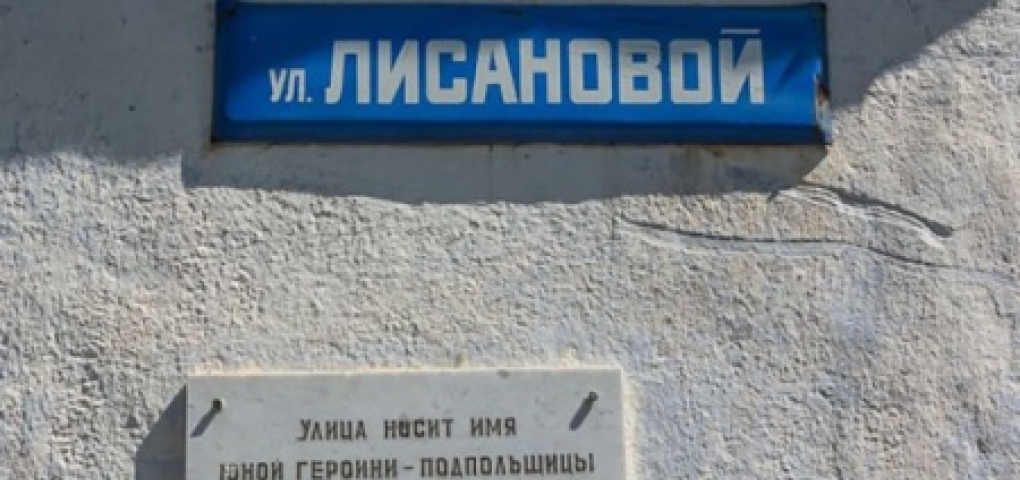 УЛ. ЛИСАНОВОЙ
УЛИЦА НОСИТ ИМЯ
ЮНОЙ ГЕРОИНИ - ПОДПОЛЬЩИЦЫ